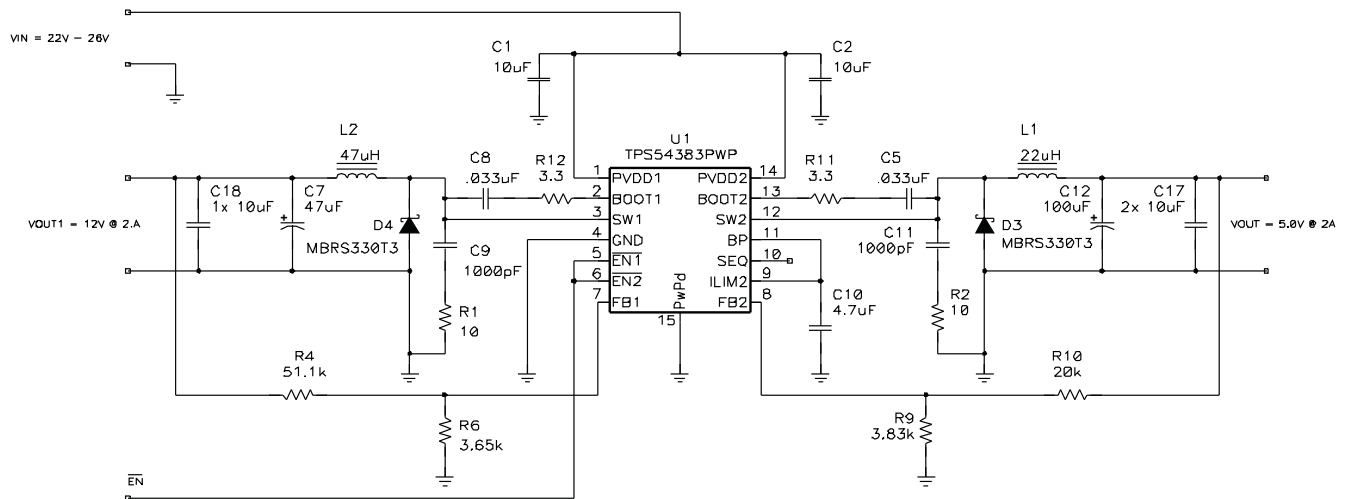 VIN = 22V - 26V
C1
10uF
C2
10uF
L2
47uH
C8
.033uF
R12
3.3
U1
TPS54383PWP
R11
3.3
C5
.033uF
L1
22uH
1 PVDD1
PVDD2 14
2 BOOT1
BOOT2 13
3 SW1
SW2 12
4 GND
BP 11
5 EN1
SEQ 10
6 EN2
ILIM2 9
7 FB1
FB2 8
PwPd
15
C18
1x 10uF
C7
47uF
D4
MBRS330T3
C9
1000pF
R1
10
VOUT1 = 12V @ 2.A
C11
1000pF
R2
10
D3
MBRS330T3
C12
100uF
C17
2x 10uF
VOUT = 5.0V @ 2A
C10
4.7uF
R4
51.1k
R6
3.65k
R9
3.83k
R10
20k
EN